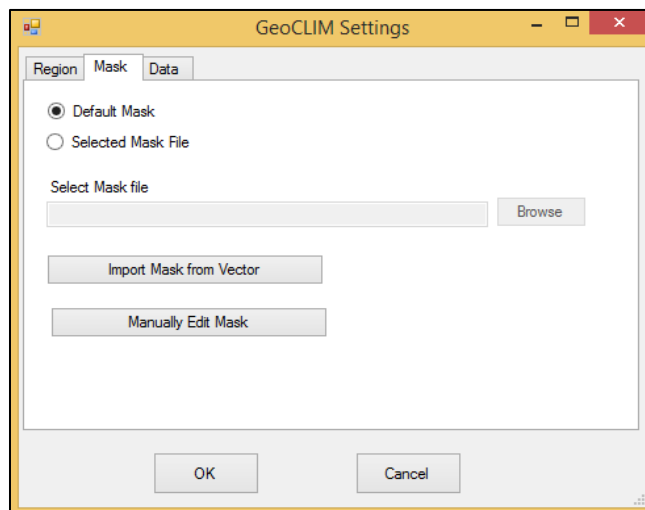 GeoCLIM Settings
Region Mask Data
Default Mask
Selected Mask File
Select Mask file
Browse
Import Mask from Vector
Manually Edit Mask
OK Cancel